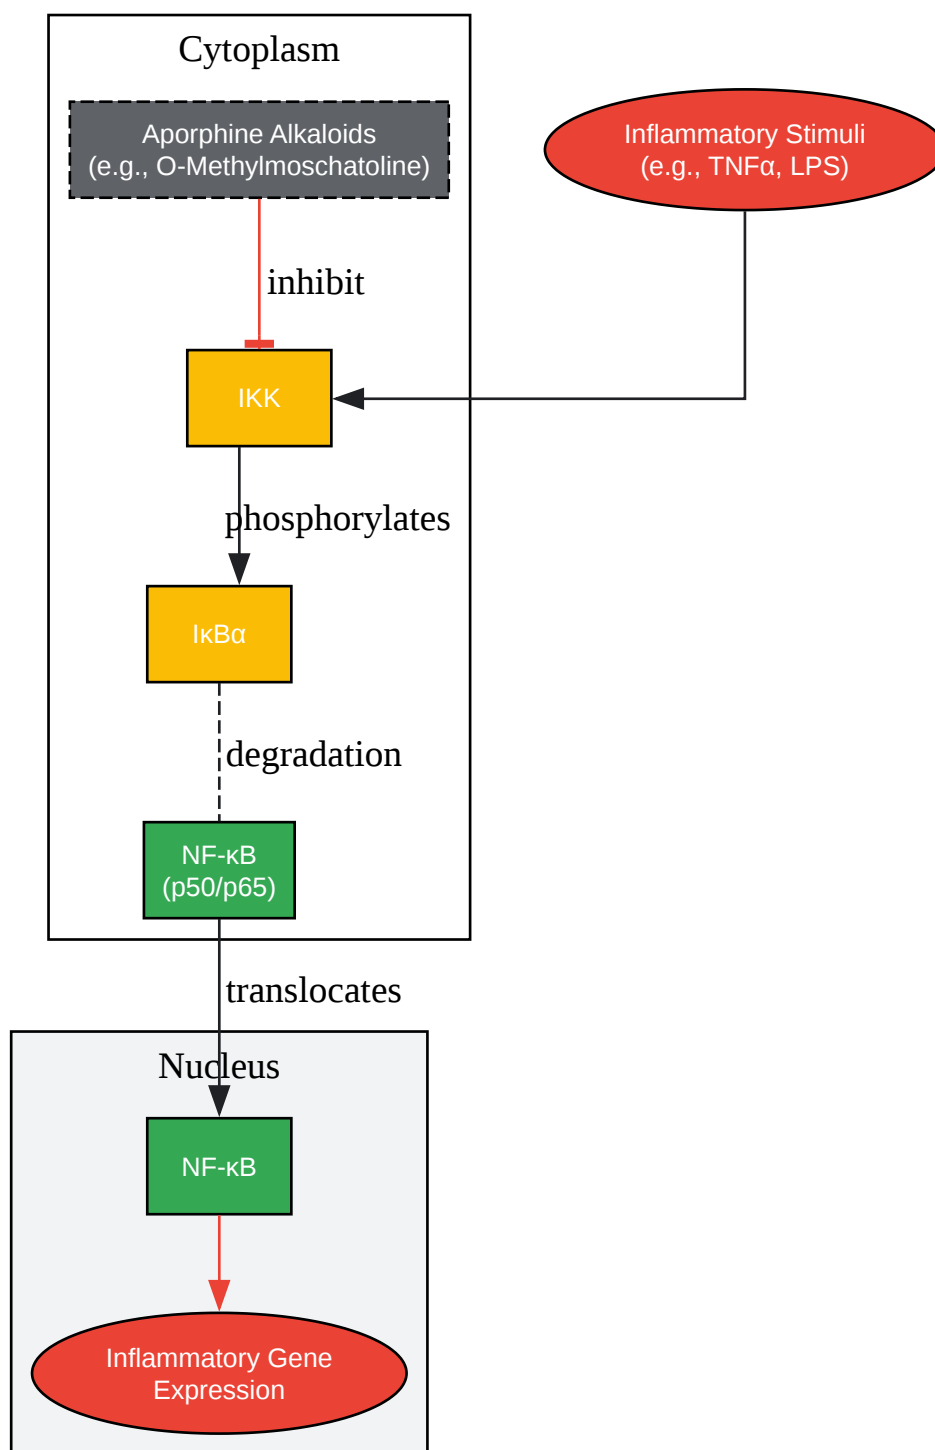 Cytoplasm
Aporphine Alkaloids
(e.g., O-Methylmoschatoline)
Inflammatory Stimuli
(e.g., TNFα, LPS)
inhibit
IKK
phosphorylates
IκBα
degradation
NF-κB
(p50/p65)
translocates
Nucleus
NF-κB
Inflammatory Gene
Expression